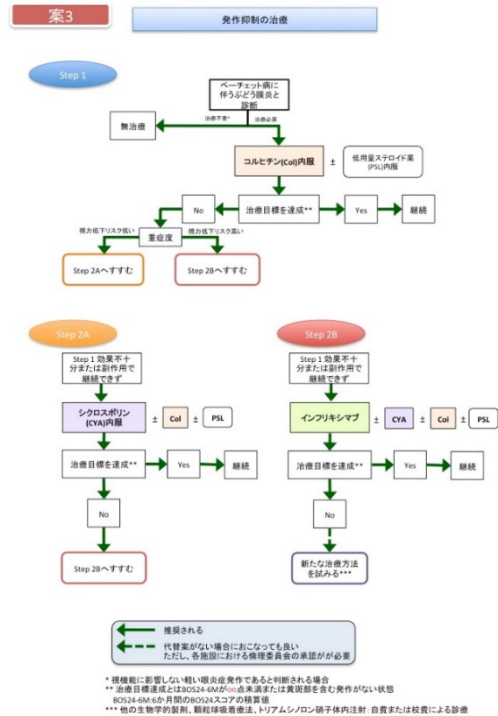 案3
発作抑制の治療
Step 1
ベーチェット病に
伴うぶどう膜炎と
診断
治療不要*
治療必要
無治療
コルヒチン(Col)内服
±
低用量ステロイド薬
(PSL)内服
No
治療目標を達成**
Yes
継続
視力低下リスク低い
重症度
視力低下リスク高い
Step 2Aへすすむ
Step 2Bへすすむ
Step 2A
Step 1 効果不十
分または副作用で
継続できず
シクロスポリン
(CYA)内服
±
Col
±
PSL
治療目標を達成**
Yes
継続
No
Step 2Bへすすむ
Step 2B
Step 1 効果不十
分または副作用で
継続できず
インフリキシマブ
±
CYA
±
Col
±
PSL
治療目標を達成**
Yes
継続
No
新たな治療方法
を試みる***
推奨される
代替案がない場合におこなっても良い
ただし、各施設における倫理委員会の承認がが必要
* 視機能に影響しない軽い眼炎症発作であると判断される場合
** 治療目標達成とはBOS24-6Mが○○点未満または黄斑部を含む発作がない状態
BOS24-6M:6か月間のBOS24スコアの積算値
*** 他の生物学的製剤、顆粒球吸着療法、トリアムシノロン硝子体内注射: 自費または校費による診療